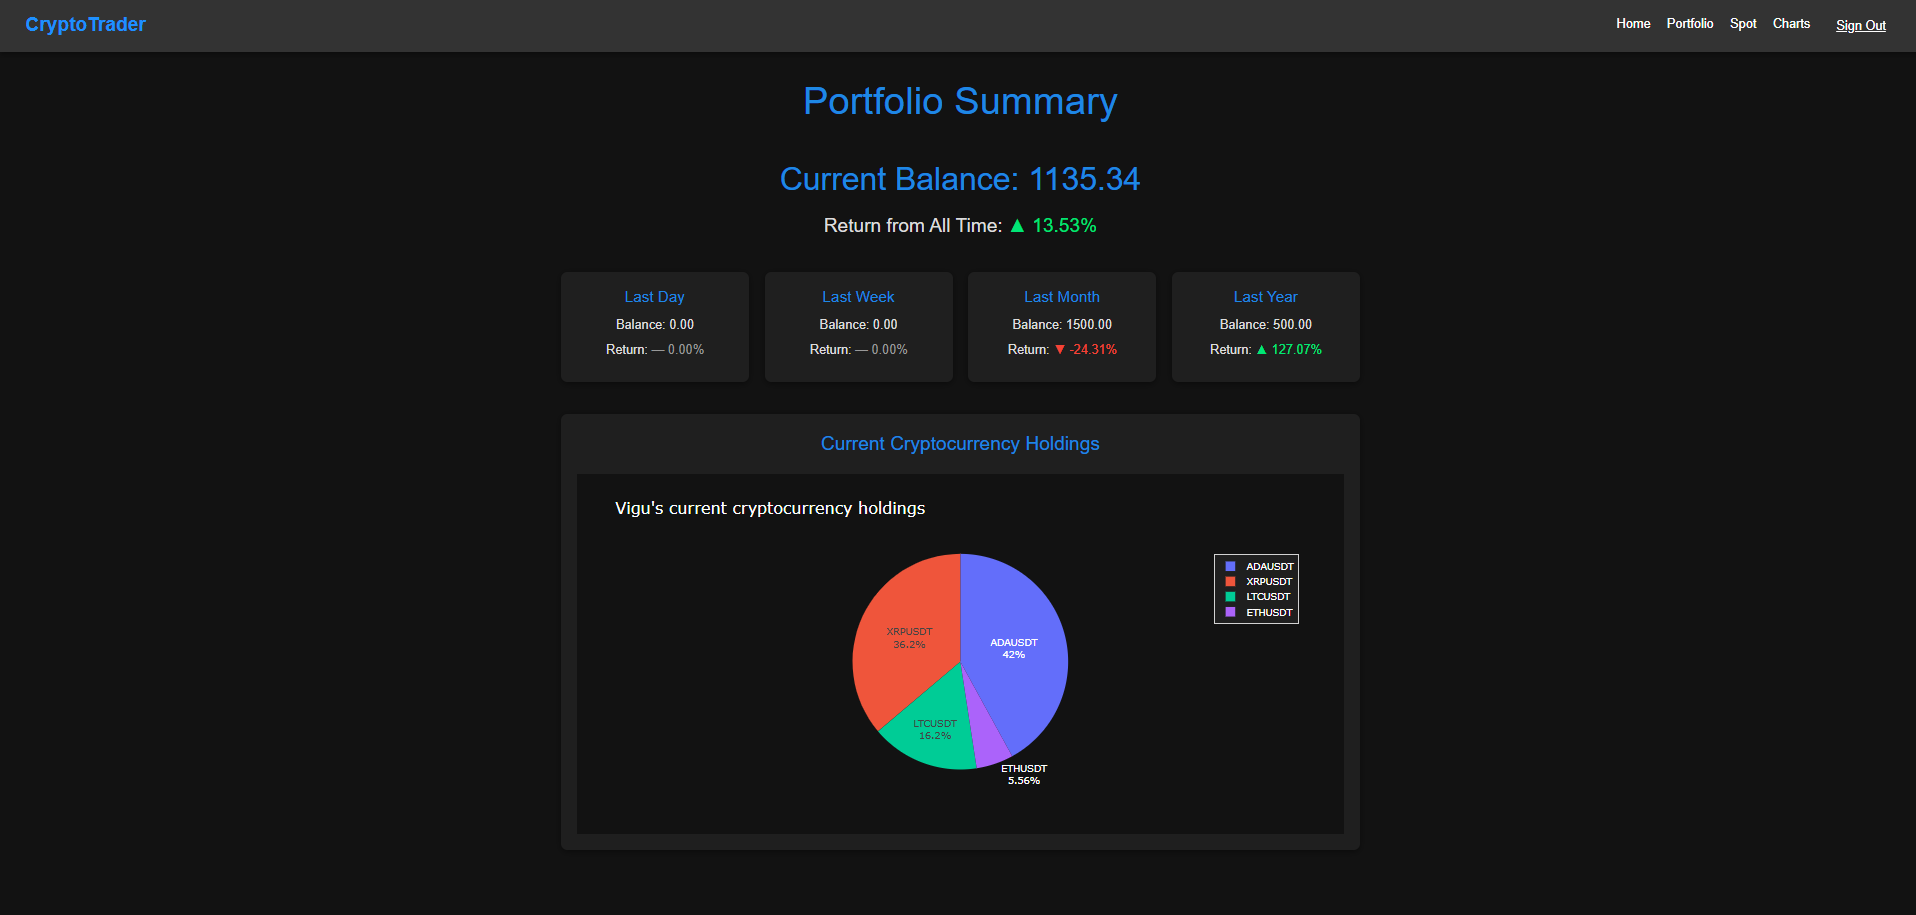 CryptoTrader
Home Portfolio Spot Charts Sign Out
Portfolio Summary
Current Balance: 1135.34
Return from All Time: ▲ 13.53%
Last Day
Balance: 0.00
Return: — 0.00%
Last Week
Balance: 0.00
Return: — 0.00%
Last Month
Balance: 1500.00
Return: ▼ -24.31%
Last Year
Balance: 500.00
Return: ▲ 127.07%
Current Cryptocurrency Holdings
Vigu's current cryptocurrency holdings
XRPUSDT
36.2%
ADAUSDT
42%
LTCUSDT
16.2%
ETHUSDT
5.56%
ADAUSDT
XRPUSDT
LTCUSDT
ETHUSDT